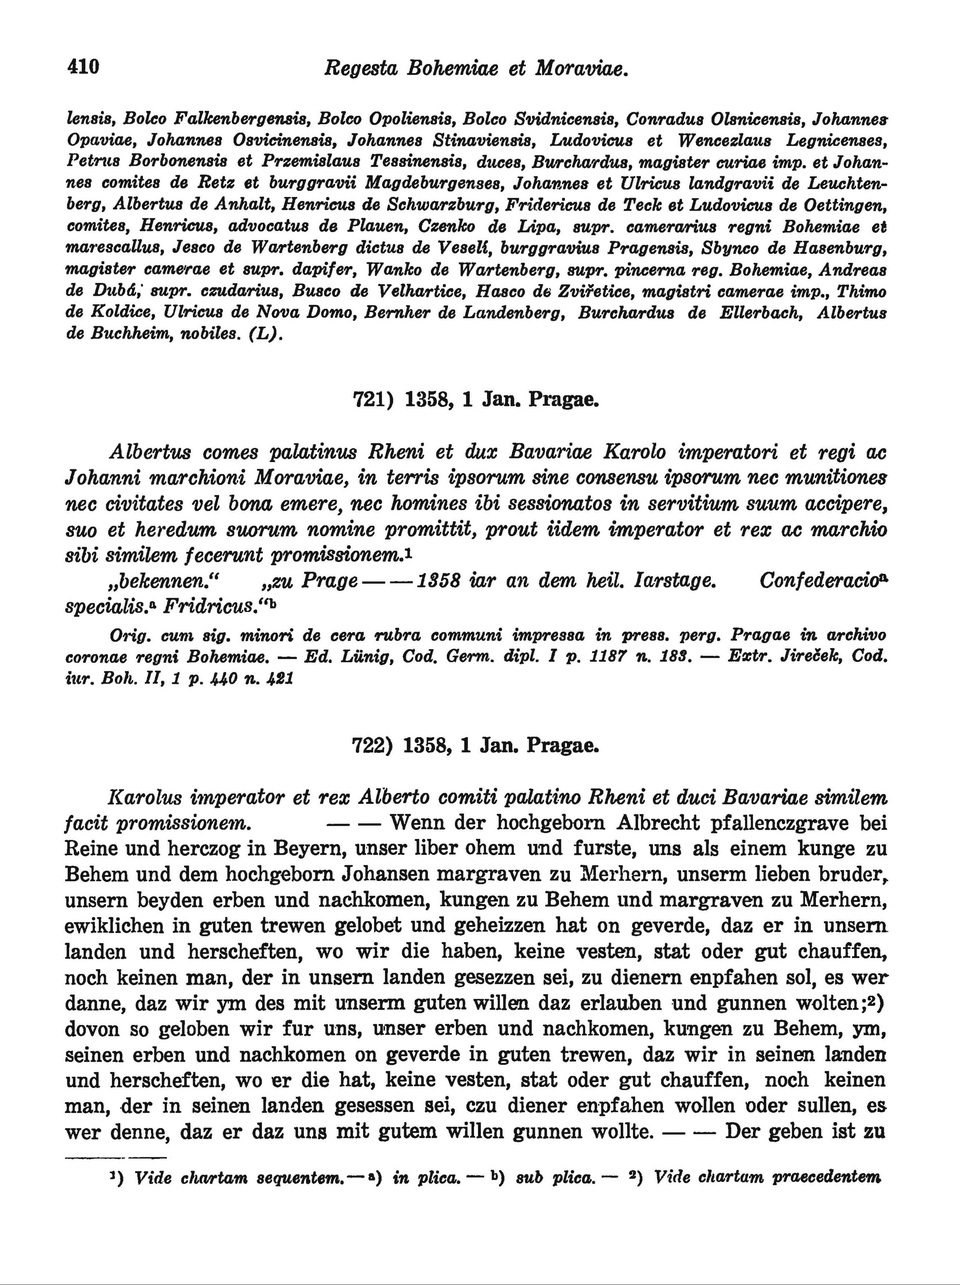 410 Regesta Bohemiae et Moraviae.
lensis, Bolco Falkenbergensis, Bolco Opoliensis, Bolco Svidnicensis, Conradus Olsnicensis, Johannes
Opaviae, Johannes Osvicinensis, Johannes Stinaviensis, Ludovicus et Wencezlaus Legnicenses,
Petrus Borbonensis et Przemislaus Tessinensis, duces, Burchardus, magister curiae imp. et Johan-
nes comites de Retz et burggravii Magdeburgenses, Johannes et Ulricus landgravii de Leuchten-
berg, Albertus de Anhalt, Henricus de Schwarzburg, Fridericus de Teck et Ludovicus de Oettingen,
comites, Henricus, advocatus de Plauen, Czenko de Lipa, supr. camerarius regni Bohemiae et
marescallus, Jesco de Wartenberg dictus de Veselí, burggravius Pragensis, Sbynco de Hasenburg,
magister camerae et supr. dapifer, Wanko de Wartenberg, supr. pincerna reg. Bohemiae, Andreas
de Dubá, supr. czudarius, Busco de Velhartice, Hasco de Zviřetice, magistri camerae imp., Thimo
de Koldice, Ulricus de Nova Domo, Bernher de Landenberg, Burchardus de Ellerbach, Albertus
de Buchheim, nobiles. (L).
721) 1358, 1 Jan. Pragae.
Albertus comes palatinus Rheni et dux Bavariae Karolo imperatori et regi ac
Johanni marchioni Moraviae, in terris ipsorum sine consensu ipsorum nec munitiones
nec civitates vel bona emere, nec homines ibi sessionatos in servitium suum accipere,
suo et heredum suorum nomine promittit, prout iidem imperator et rex ac marchio
sibi similem fecerunt promissionem.¹
„bekennen.“ „zu Prage — — 1358 iar an dem heil. Iarstage. Confederacioᵃ
specialis.ᵃ Fridricus.“ᵇ
Orig. cum sig. minori de cera rubra communi impressa in press. perg. Pragae in archivo
coronae regni Bohemiae. — Ed. Lünig, Cod. Germ. dipl. I p. 1187 n. 183. — Extr. Jireček, Cod.
iur. Boh. II, 1 p. 440 n. 421
722) 1358, 1 Jan. Pragae.
Karolus imperator et rex Alberto comiti palatino Rheni et duci Bavariae similem
facit promissionem. — — Wenn der hochgeborn Albrecht pfallenczgrave bei
Reine und herczog in Beyern, unser liber ohem und furste, uns als einem kunge zu
Behem und dem hochgeborn Johansen margraven zu Merhern, unserm lieben bruder,
unsern beyden erben und nachkomen, kungen zu Behem und margraven zu Merhern,
ewiklichen in guten trewen gelobet und geheizzen hat on geverde, daz er in unsern
landen und herscheften, wo wir die haben, keine vesten, stat oder gut chauffen,
noch keinen man, der in unsern landen gesezzen sei, zu dienern enpfahen sol, es wer
danne, daz wir ym des mit unserm guten willen daz erlauben und gunnen wolten;²)
dovon so geloben wir fur uns, unser erben und nachkomen, kungen zu Behem, ym,
seinen erben und nachkomen on geverde in guten trewen, daz wir in seinen landen
und herscheften, wo er die hat, keine vesten, stat oder gut chauffen, noch keinen
man, der in seinen landen gesessen sei, czu diener enpfahen wollen oder sullen, es
wer denne, daz er daz uns mit gutem willen gunnen wollte. — — Der geben ist zu
¹) Vide chartam sequentem. — ᵃ) in plica. — ᵇ) sub plica. — ²) Vide chartam praecedentem